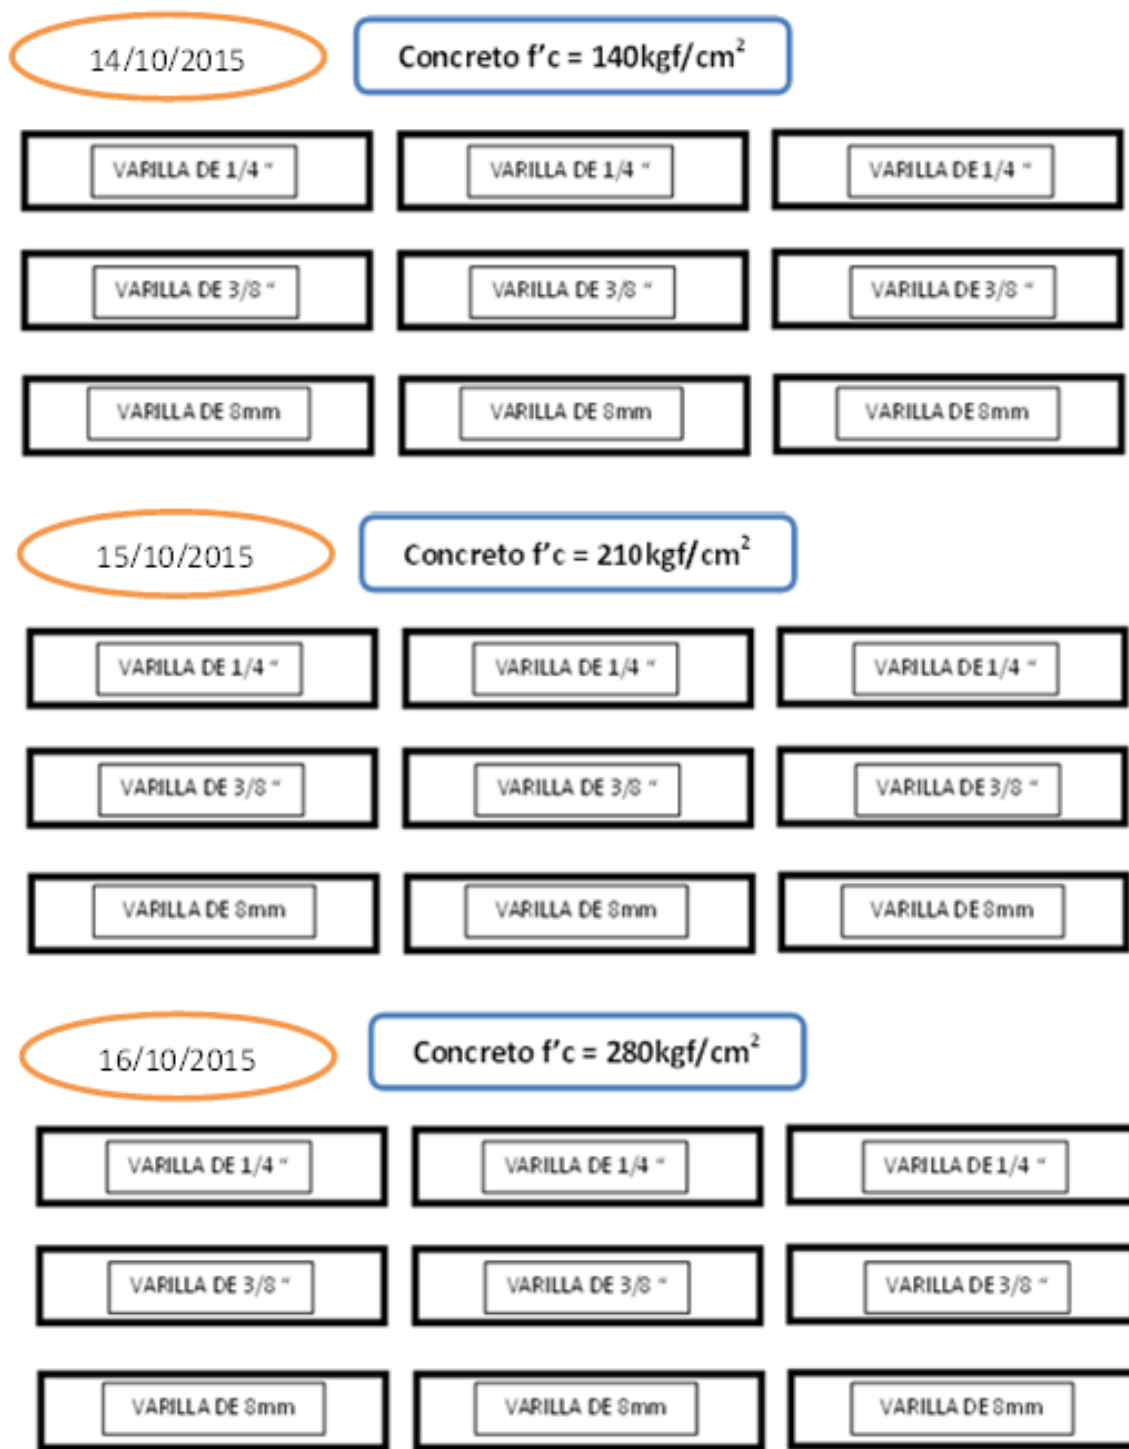 14/10/2015 Concreto f’c = 140kgf/cm²
VARILLA DE 1/4 “ VARILLA DE 1/4 “ VARILLA DE 1/4 “
VARILLA DE 3/8 “ VARILLA DE 3/8 “ VARILLA DE 3/8 “
VARILLA DE 8mm VARILLA DE 8mm VARILLA DE 8mm
15/10/2015 Concreto f’c = 210kgf/cm²
VARILLA DE 1/4 “ VARILLA DE 1/4 “ VARILLA DE 1/4 “
VARILLA DE 3/8 “ VARILLA DE 3/8 “ VARILLA DE 3/8 “
VARILLA DE 8mm VARILLA DE 8mm VARILLA DE 8mm
16/10/2015 Concreto f’c = 280kgf/cm²
VARILLA DE 1/4 “ VARILLA DE 1/4 “ VARILLA DE 1/4 “
VARILLA DE 3/8 “ VARILLA DE 3/8 “ VARILLA DE 3/8 “
VARILLA DE 8mm VARILLA DE 8mm VARILLA DE 8mm